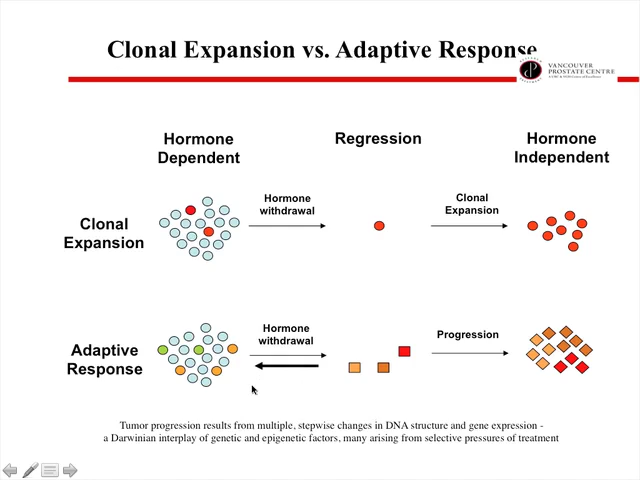 Clonal Expansion vs. Adaptive Response
VANCOUVER
PROSTATE CENTRE
Hormone
Dependent
Regression
Hormone
Independent
Clonal
Expansion
Hormone
withdrawal
Clonal
Expansion
Adaptive
Response
Hormone
withdrawal
Progression
Tumor progression results from multiple, stepwise changes in DNA structure and gene expression -
a Darwinian interplay of genetic and epigenetic factors, many arising from selective pressures of treatment